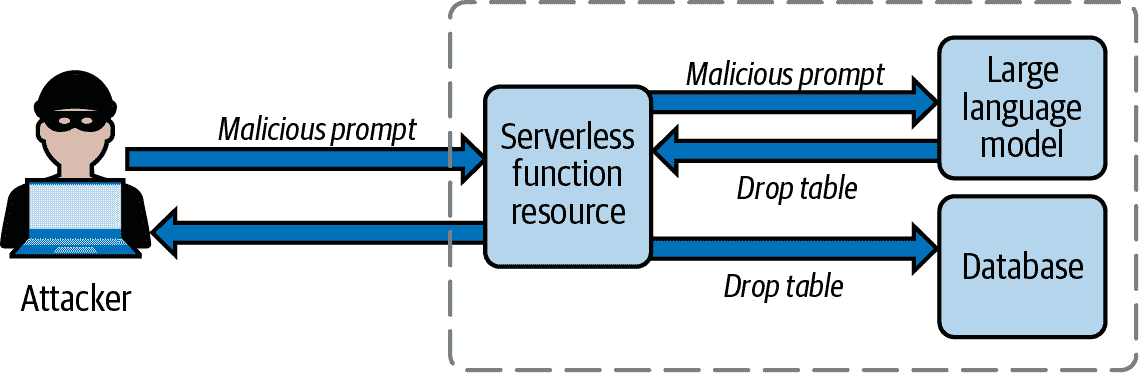 Malicious prompt
Serverless
function
resource
Malicious prompt
Large
language
model
Drop table
Drop table
Database
Attacker